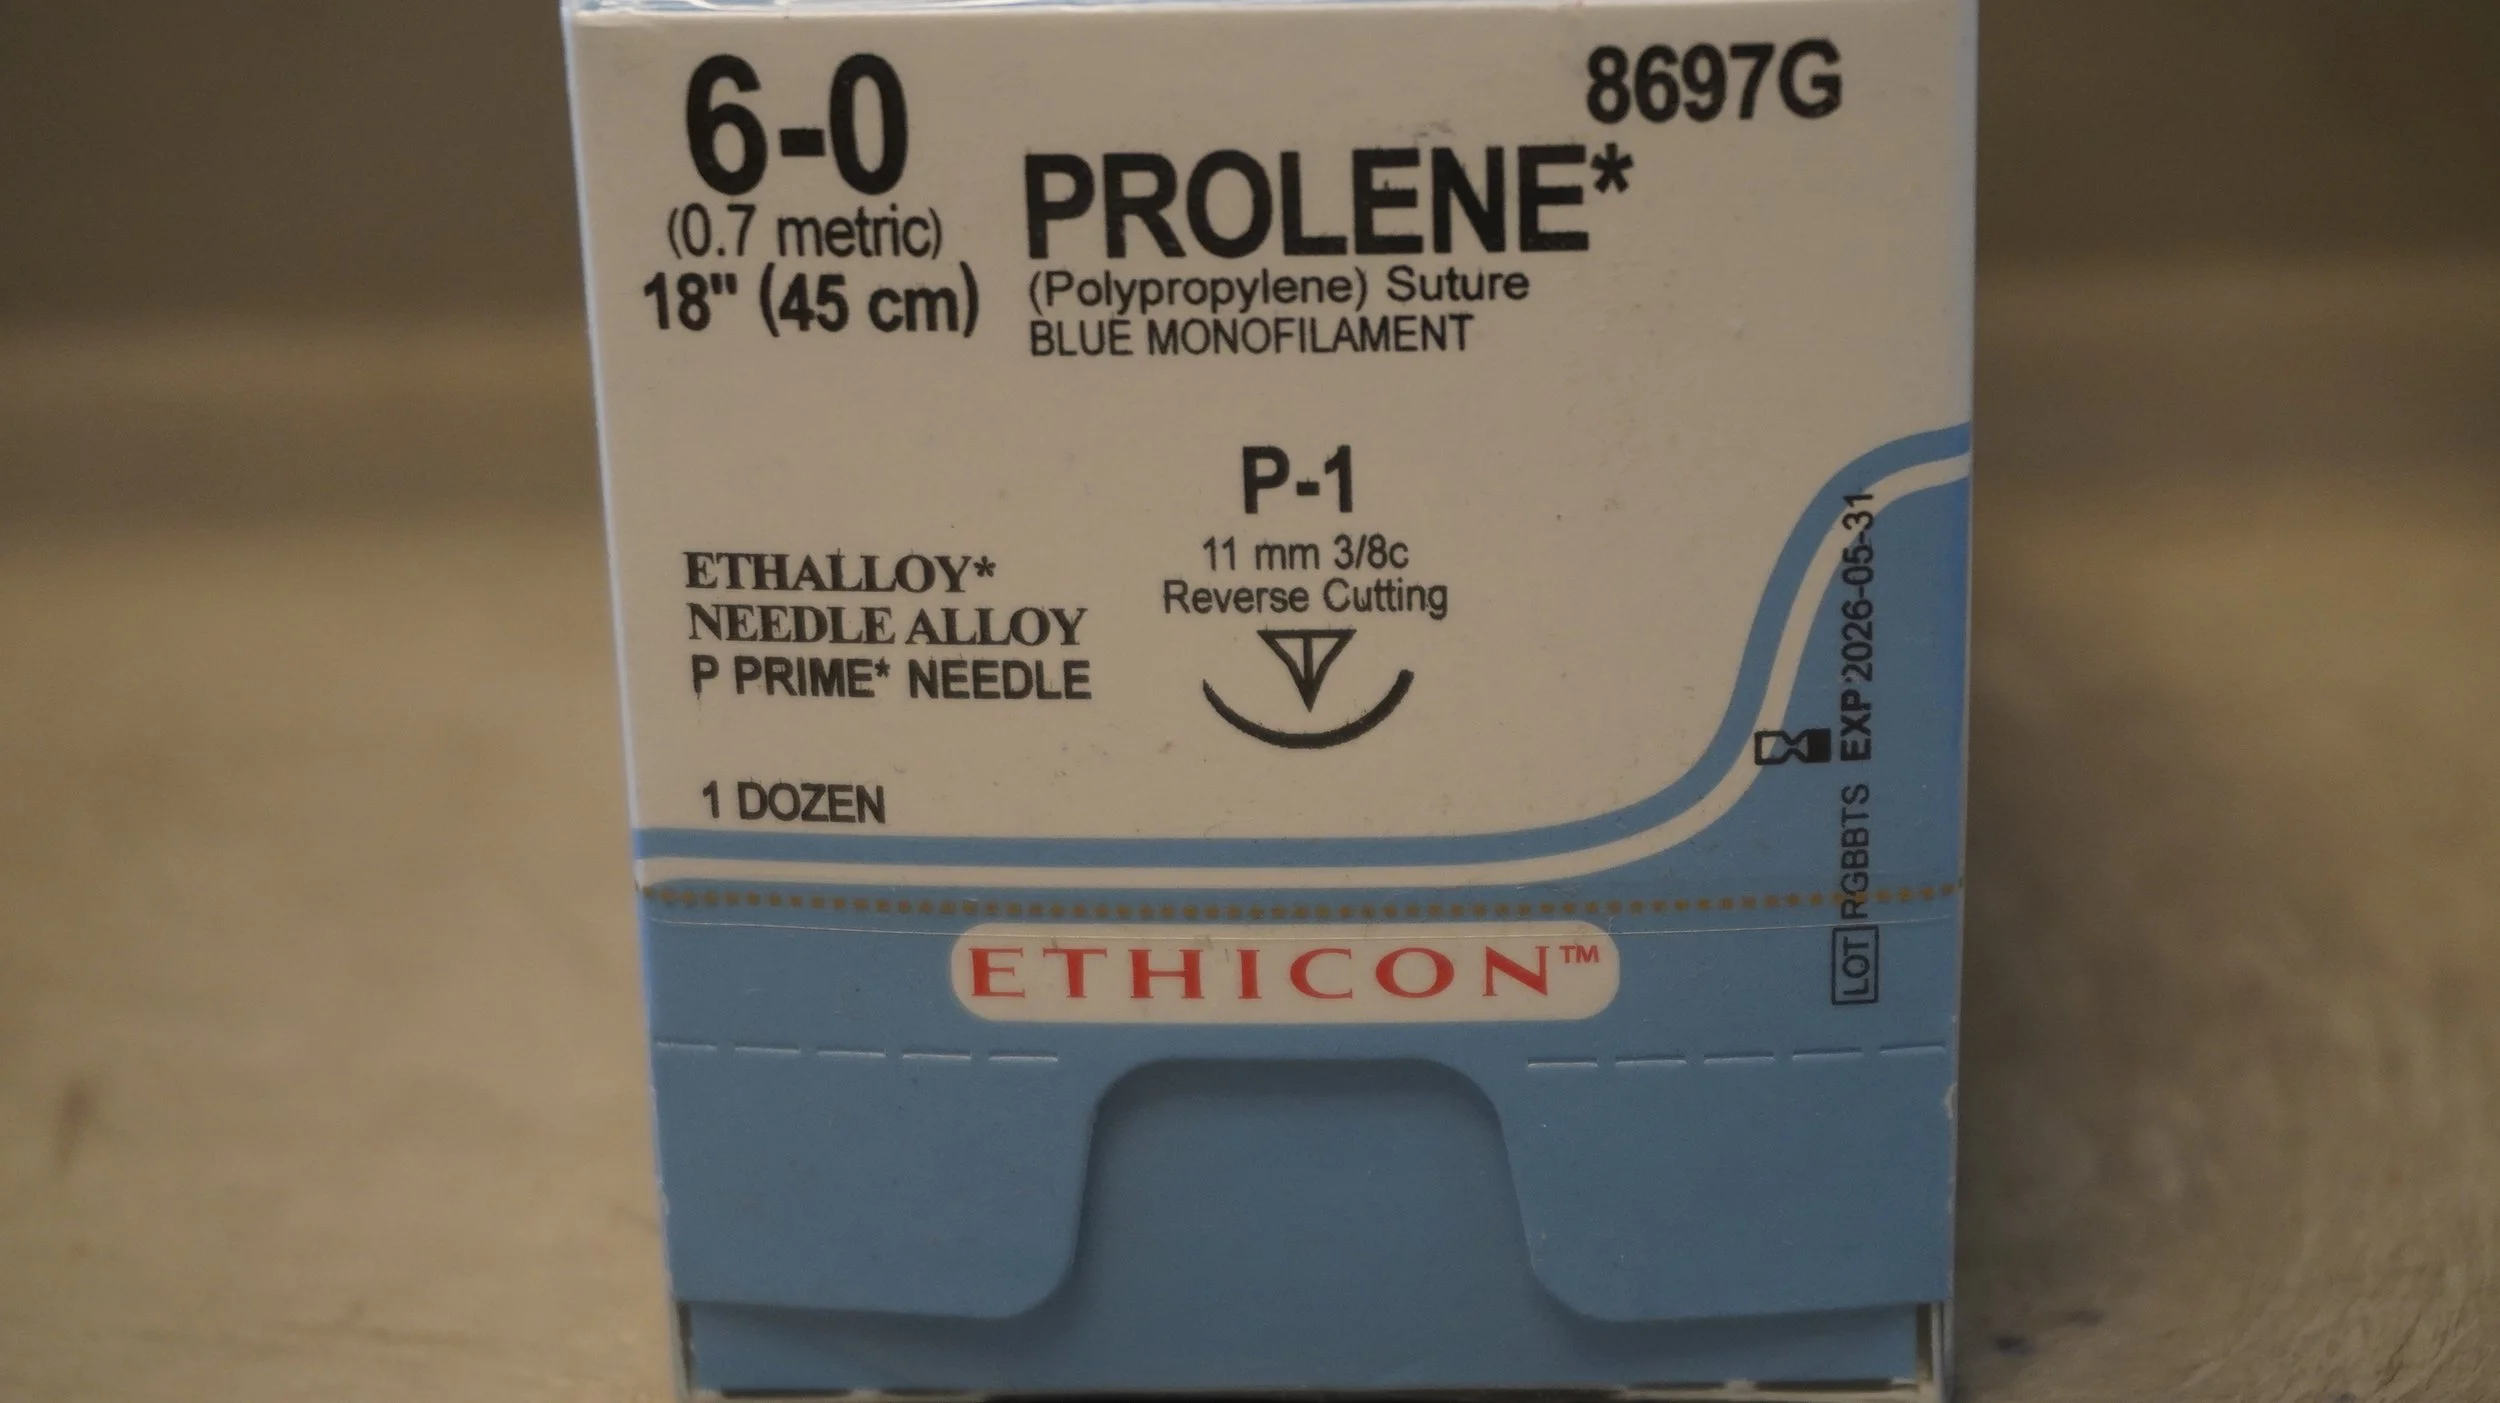 6-0
(0.7 metric)
18" (45 cm)
8697G
PROLENE*
(Polypropylene) Suture
BLUE MONOFILAMENT
P-1
11 mm 3/8c
Reverse Cutting
ETHALLOY*
NEEDLE ALLOY
P PRIME* NEEDLE
1 DOZEN
LOT RGBBTS EXP 2026-05-31
ETHICON™